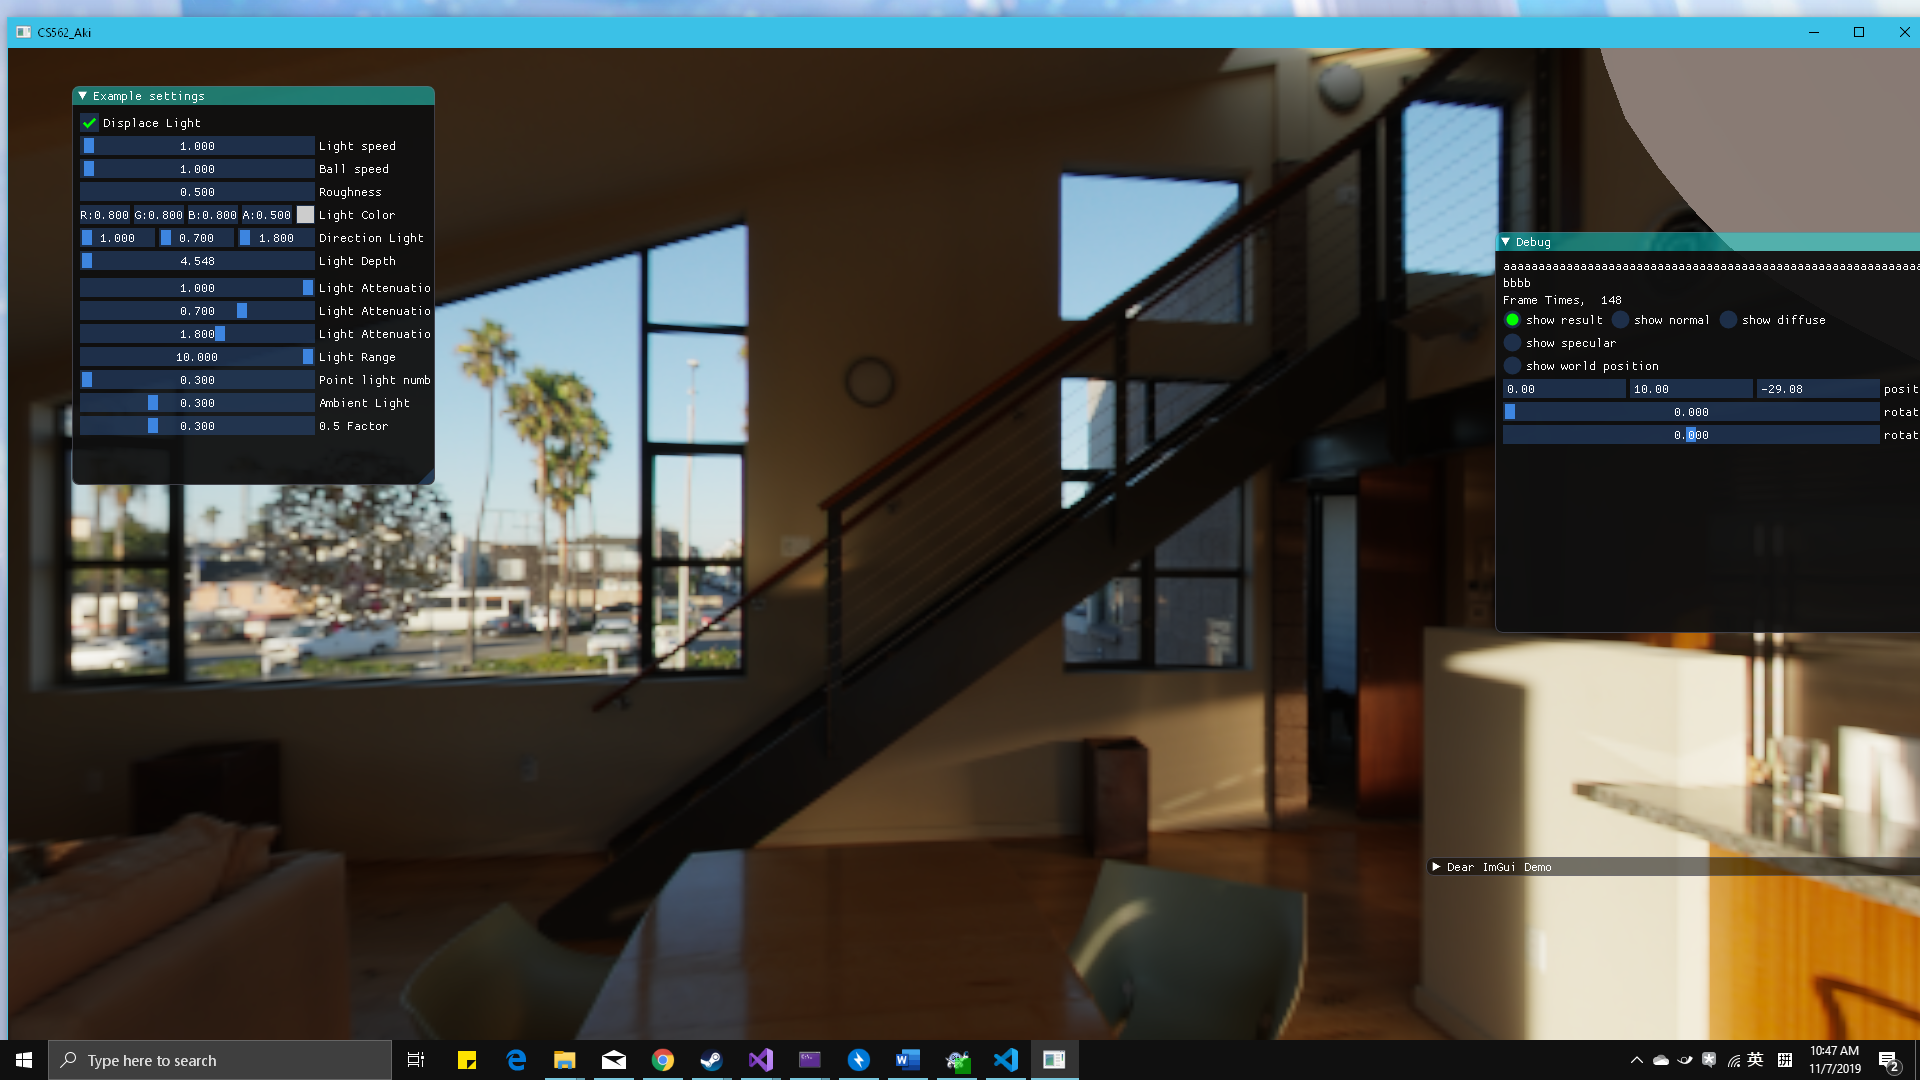 CS562_Aki
Example settings
Displace Light
1.000 Light speed
1.000 Ball speed
0.500 Roughness
R:0.800 G:0.800 B:0.800 A:0.500 Light Color
1.000 0.700 1.800 Direction Light
4.548 Light Depth
1.000 Light Attenuatio
0.700 Light Attenuatio
1.800 Light Attenuatio
10.000 Light Range
0.300 Point light numb
0.300 Ambient Light
0.300 0.5 Factor
Debug
bbbb
Frame Times, 148
show result show normal show diffuse
show specular
show world position
0.00 10.00 -29.08 posit
0.000 rotat
0.000 rotat
Dear ImGui Demo
Type here to search
英 拼 10:47 AM
11/7/2019
2